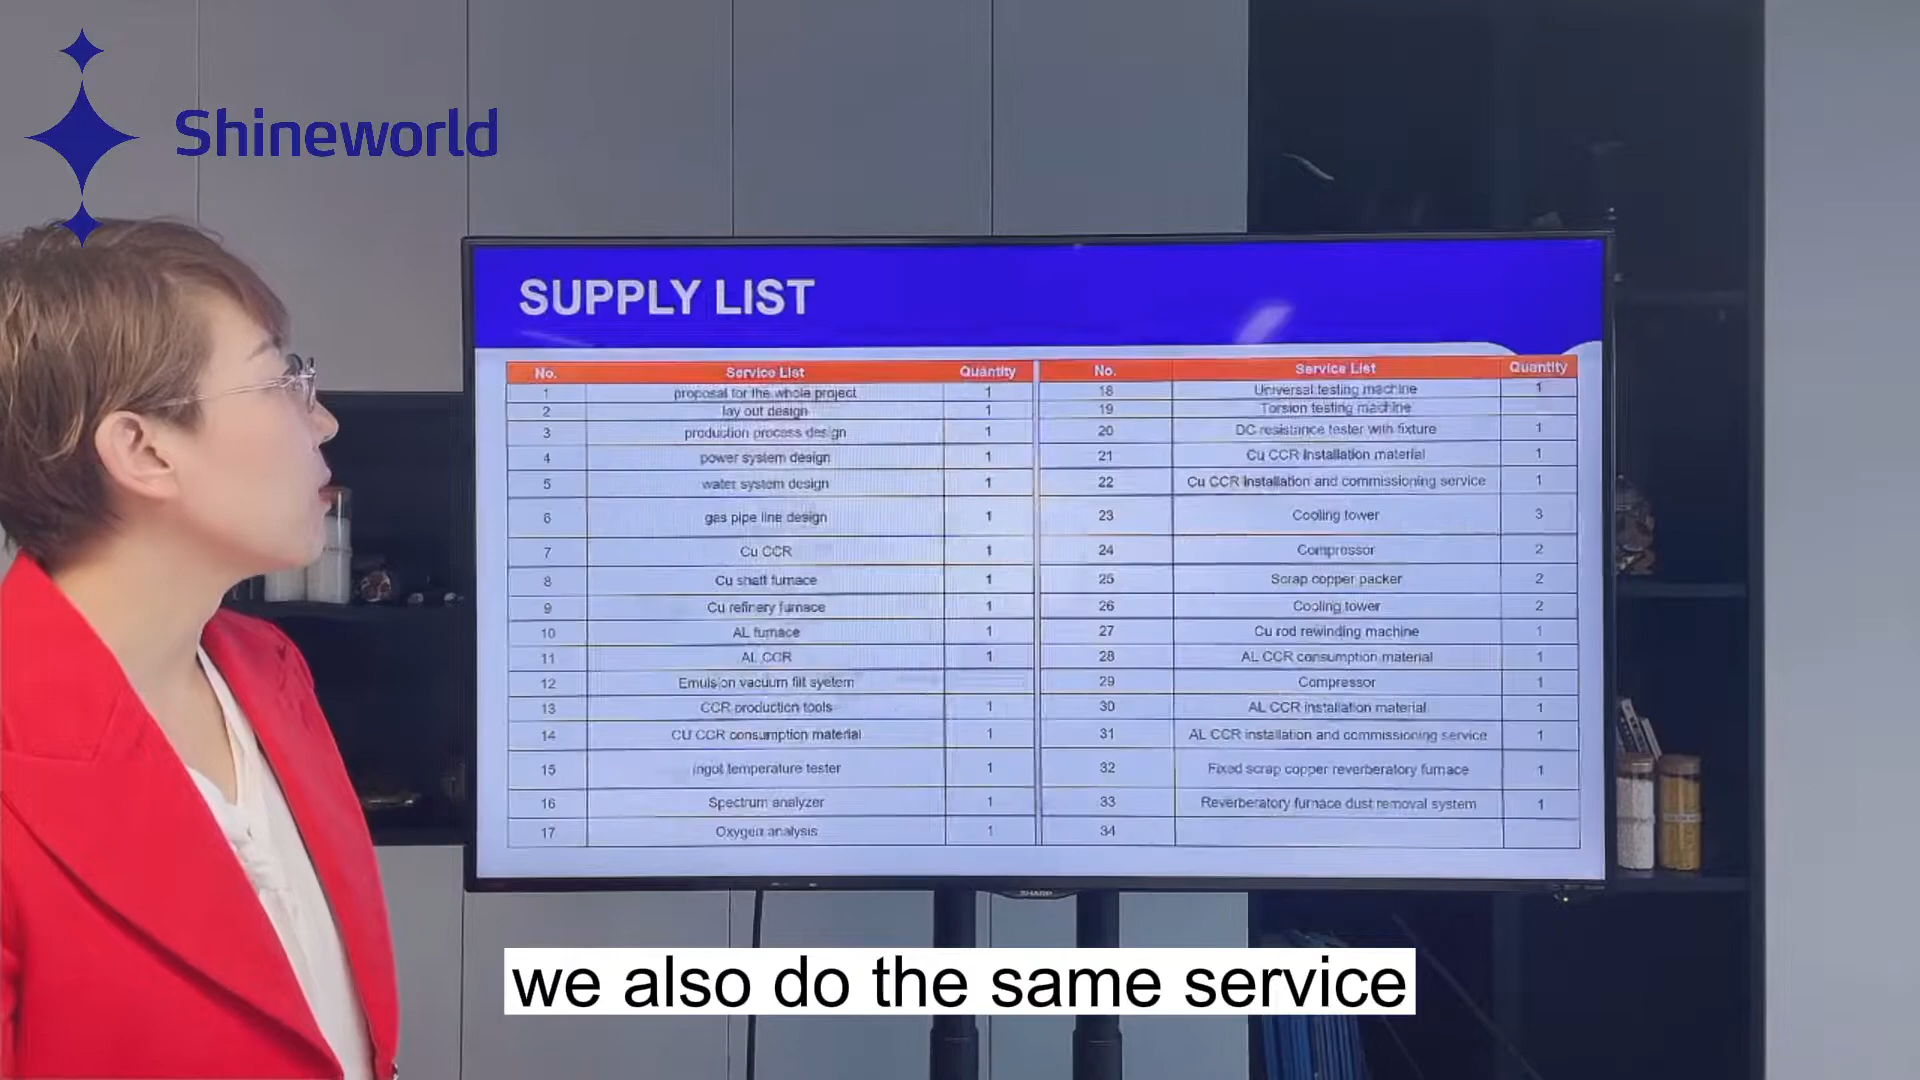 Shineworld
SUPPLY LIST
No. Service List Quantity No. Service List Quantity
1 proposal for the whole project 1 18 Universal testing machine 1
2 lay out design 1 19 Torsion testing machine
3 production process design 1 20 DC resistance tester with fixture 1
4 power system design 1 21 Cu CCR Installation material 1
5 water system design 1 22 Cu CCR Installation and commissioning service 1
6 gas pipe line design 1 23 Cooling tower 3
7 Cu CCR 1 24 Compressor 2
8 Cu shaft furnace 1 25 Scrap copper packer 2
9 Cu refinery furnace 1 26 Cooling tower 2
10 AL furnace 1 27 Cu rod rewinding machine 1
11 AL CCR 1 28 AL CCR consumption material 1
12 Emulsion vacuum filt syetem 29 Compressor 1
13 CCR production tools 1 30 AL CCR installation material 1
14 CU CCR consumption material 1 31 AL CCR installation and commissioning service 1
15 ingot temperature tester 1 32 Fixed scrap copper reverberatory furnace 1
16 Spectrum analyzer 1 33 Reverberatory furnace dust removal system 1
17 Oxygen analysis 1 34
SHARP
we also do the same service